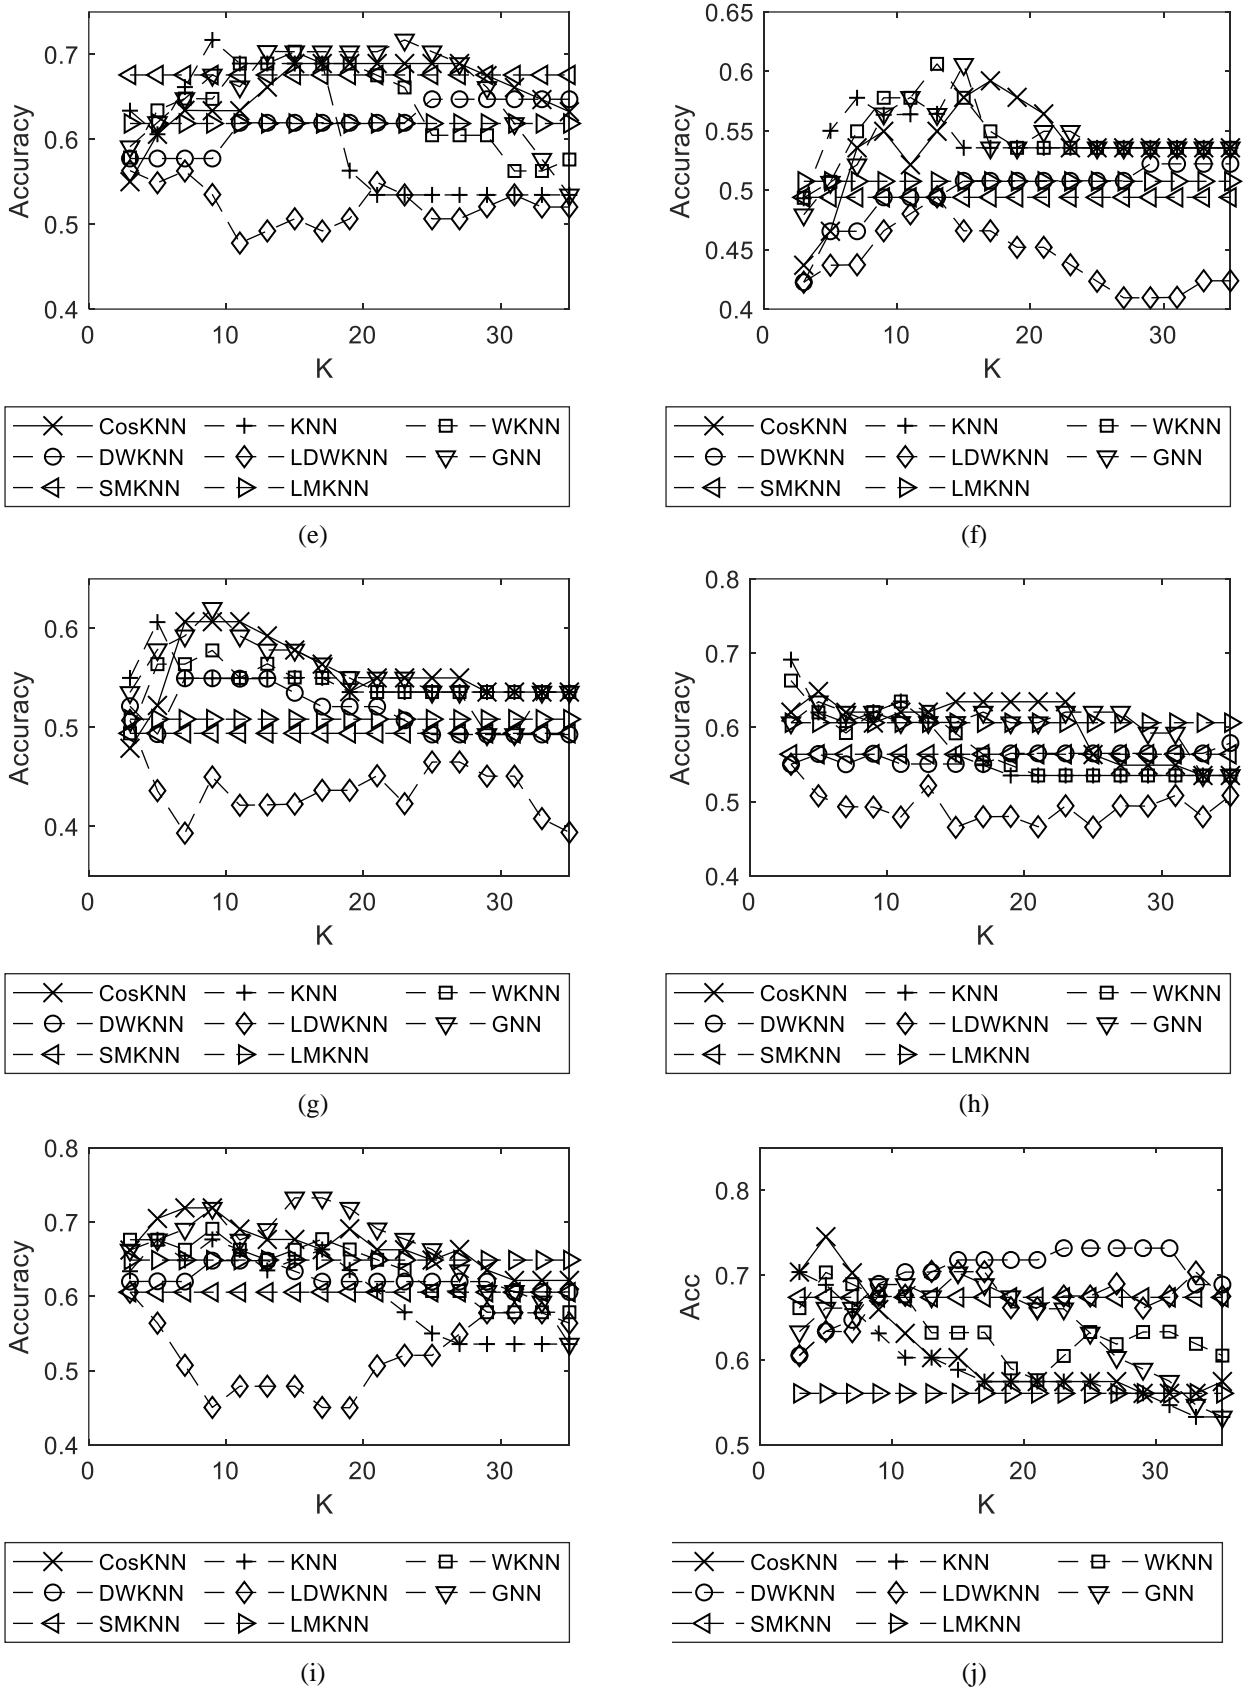 0.7
0.6
0.5
0.4
Accuracy
0 10 20 30
K
CosKNN KNN WKNN
DWKNN LDWKNN GNN
SMKNN LMKNN
(e)
0.65
0.6
0.55
0.5
0.45
0.4
Accuracy
0 10 20 30
K
CosKNN KNN WKNN
DWKNN LDWKNN GNN
SMKNN LMKNN
(f)
0.6
0.5
0.4
Accuracy
0 10 20 30
K
CosKNN KNN WKNN
DWKNN LDWKNN GNN
SMKNN LMKNN
(g)
0.8
0.7
0.6
0.5
0.4
Accuracy
0 10 20 30
K
CosKNN KNN WKNN
DWKNN LDWKNN GNN
SMKNN LMKNN
(h)
0.8
0.7
0.6
0.5
0.4
Accuracy
0 10 20 30
K
CosKNN KNN WKNN
DWKNN LDWKNN GNN
SMKNN LMKNN
(i)
0.8
0.7
0.6
0.5
Acc
0 10 20 30
K
CosKNN KNN WKNN
DWKNN LDWKNN GNN
SMKNN LMKNN
(j)